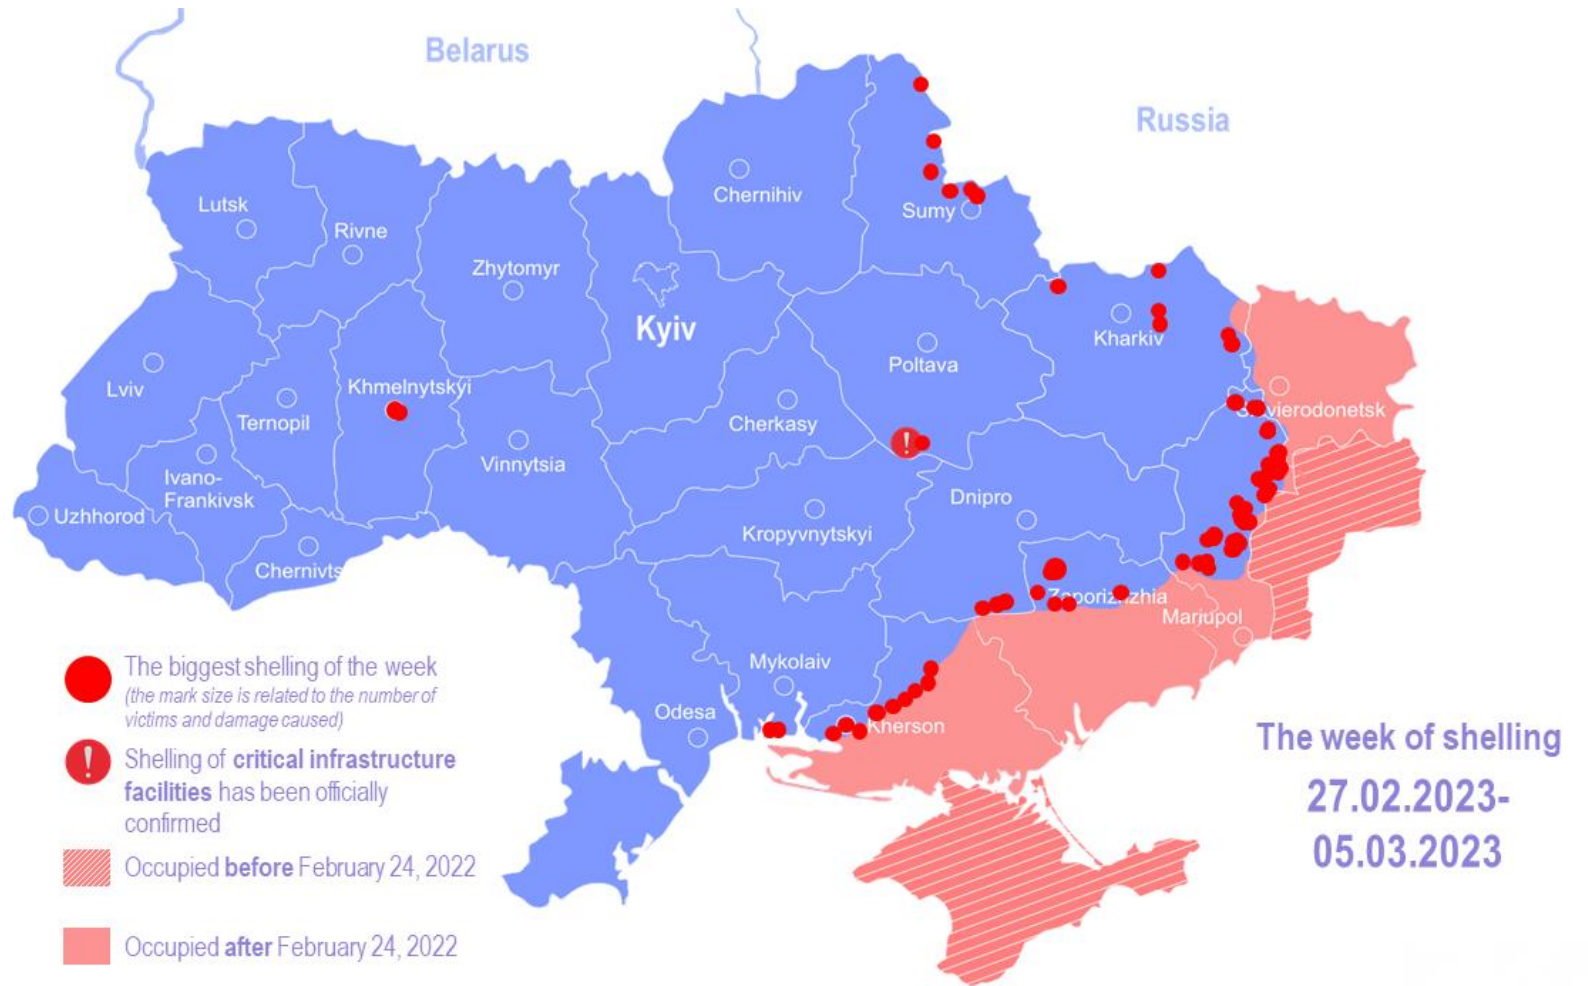 Belarus
Russia
Chernihiv
Lutsk
Sumy
Rivne
Zhytomyr
Kyiv
Kharkiv
Poltava
Lviv
Khmelnytskyi
Ternopil
Cherkasy
Vinnytsia
Ivano-
Frankivsk
Dnipro
Uzhhorod
Kropyvnytskyi
Chernivts
Mariupol
Mykolaiv
Odesa
Kherson
The biggest shelling of the week
(the mark size is related to the number of
victims and damage caused)
!
Shelling of critical infrastructure
facilities has been officially
confirmed
Occupied before February 24, 2022
Occupied after February 24, 2022
The week of shelling
27.02.2023-
05.03.2023